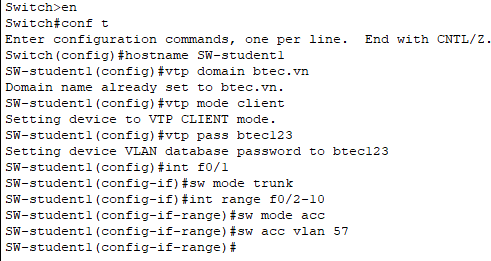 Switch>en
Switch#conf t
Enter configuration commands, one per line.  End with CNTL/Z.
Switch(config)#hostname SW-student1
SW-student1(config)#vtp domain btec.vn
Domain name already set to btec.vn.
SW-student1(config)#vtp mode client
Setting device to VTP CLIENT mode.
SW-student1(config)#vtp pass btec123
Setting device VLAN database password to btec123
SW-student1(config)#int f0/1
SW-student1(config-if)#sw mode trunk
SW-student1(config-if)#int range f0/2-10
SW-student1(config-if-range)#sw mode acc
SW-student1(config-if-range)#sw acc vlan 57
SW-student1(config-if-range)#